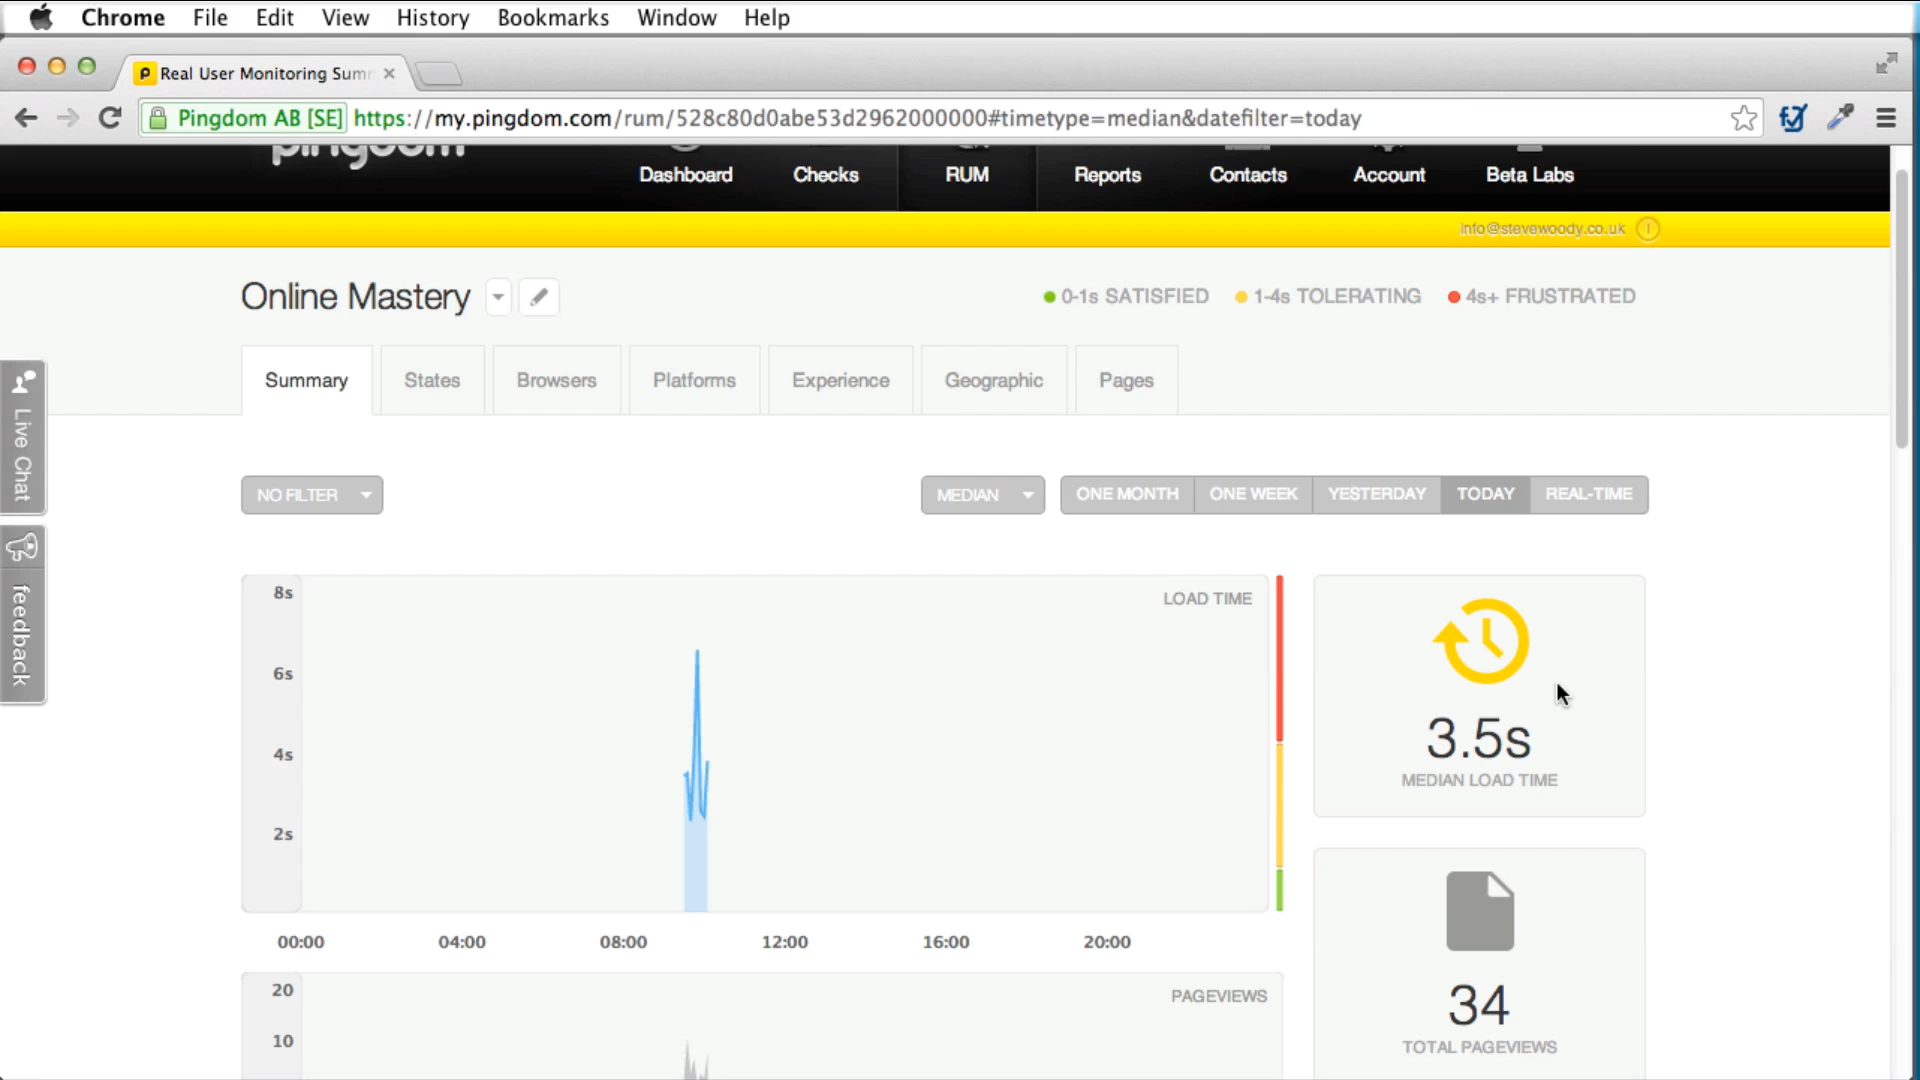 Chrome File Edit View History Bookmarks Window Help
Real User Monitoring Sum
Pingdom AB [SE] https://my.pingdom.com/rum/528c80d0abe53d2962000000#timetype=median&datefilter=today
pingdom
Dashboard Checks RUM Reports Contacts Account Beta Labs
info@stevewoody.co.uk
Online Mastery
0-1s SATISFIED 1-4s TOLERATING 4s+ FRUSTRATED
Summary States Browsers Platforms Experience Geographic Pages
Live Chat
feedback
NO FILTER MEDIAN ONE MONTH ONE WEEK YESTERDAY TODAY REAL-TIME
LOAD TIME
8s
6s
4s
2s
00:00 04:00 08:00 12:00 16:00 20:00
3.5s
MEDIAN LOAD TIME
PAGEVIEWS
20
10
34
TOTAL PAGEVIEWS